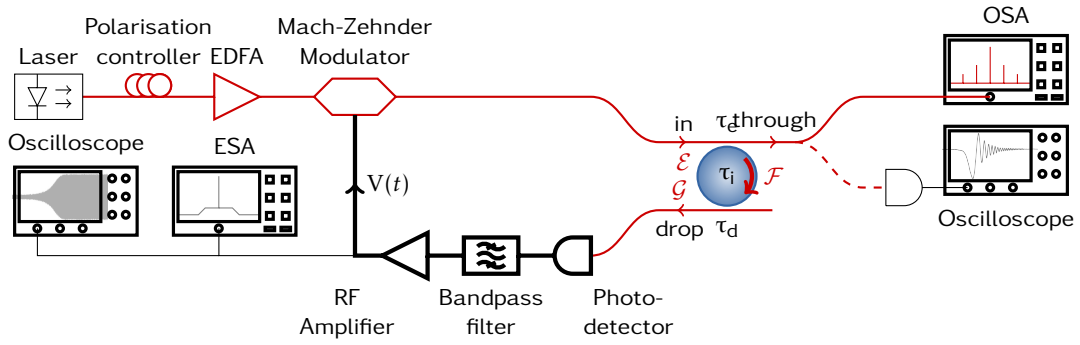 Polarisation
controller
Mach-Zehnder
Modulator
OSA
Laser
EDFA
Oscilloscope
ESA
V(t)
in
τe
through
ℰ
𝒢
τi
ℱ
drop
τd
Oscilloscope
RF
Amplifier
Bandpass
filter
Photo-
detector